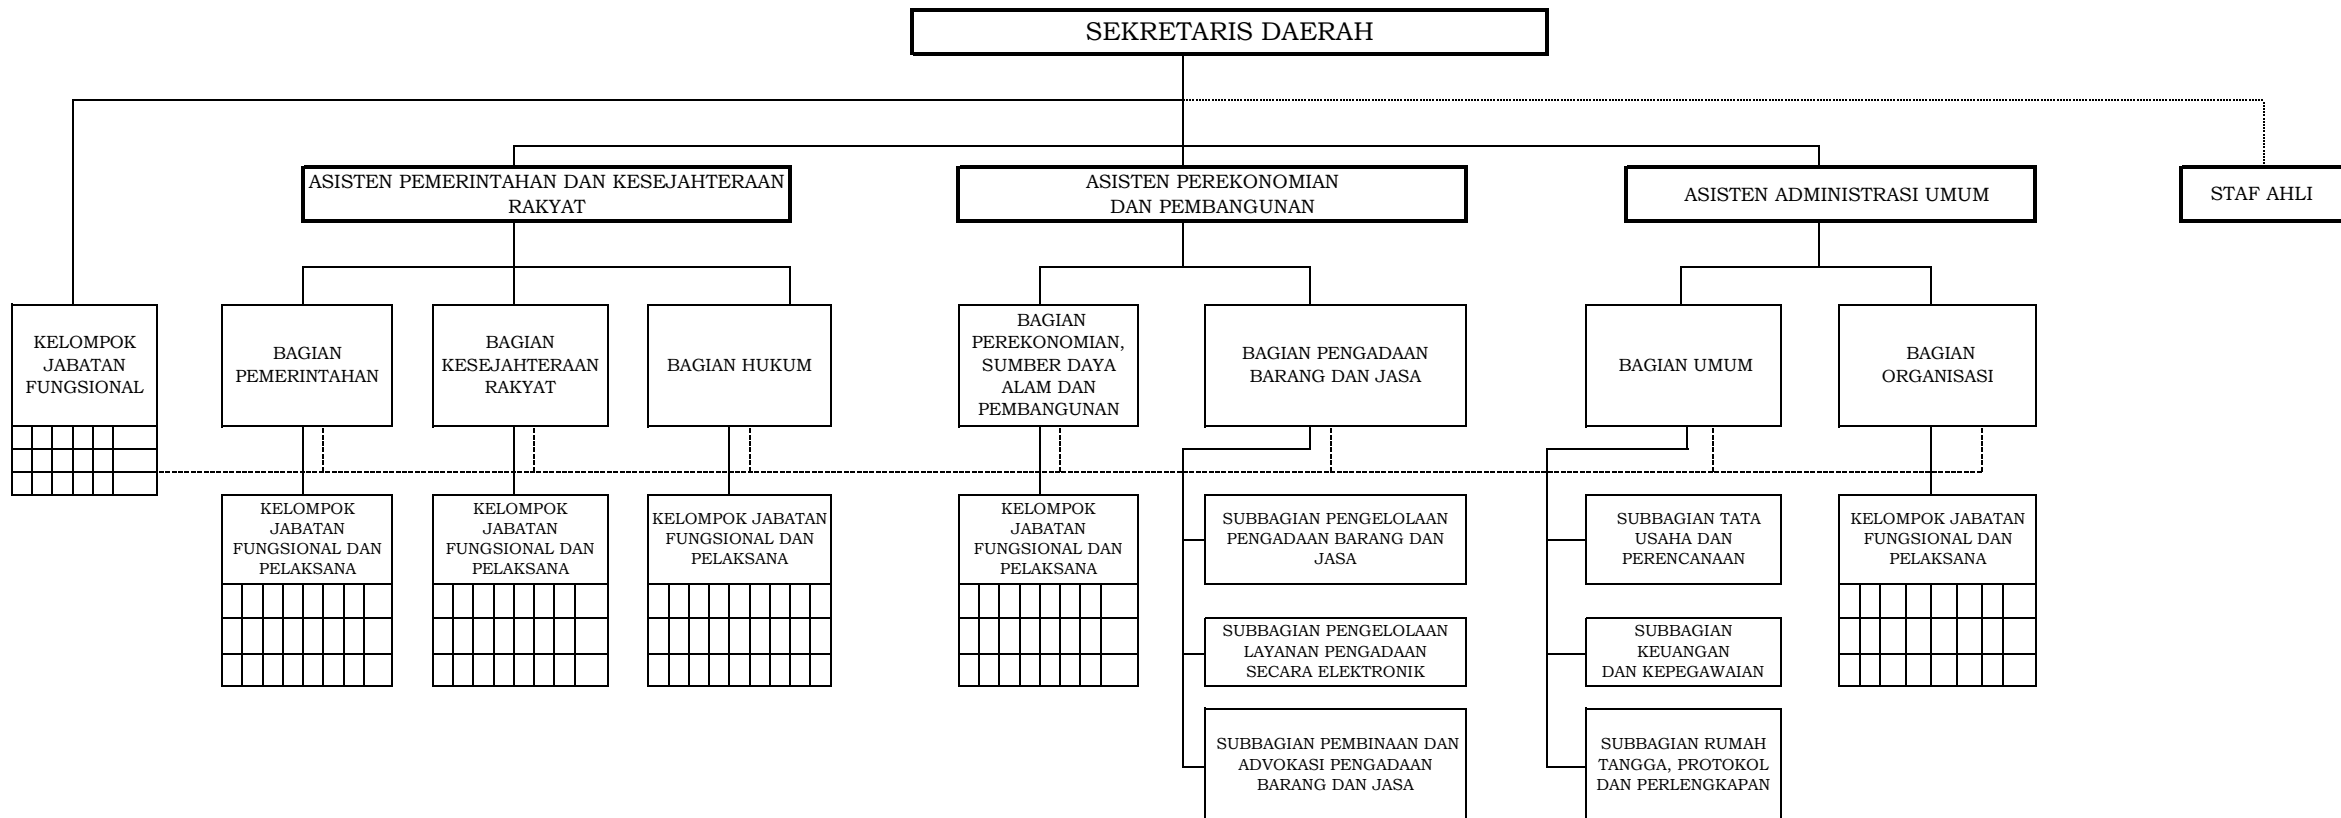 SEKRETARIS DAERAH
ASISTEN PEMERINTAHAN DAN KESEJAHTERAAN
RAKYAT
ASISTEN PEREKONOMIAN
DAN PEMBANGUNAN
ASISTEN ADMINISTRASI UMUM
STAF AHLI
KELOMPOK
JABATAN
FUNGSIONAL
BAGIAN
PEMERINTAHAN
BAGIAN
KESEJAHTERAAN
RAKYAT
BAGIAN HUKUM
BAGIAN
PEREKONOMIAN,
SUMBER DAYA
ALAM DAN
PEMBANGUNAN
BAGIAN PENGADAAN
BARANG DAN JASA
BAGIAN UMUM
BAGIAN
ORGANISASI
KELOMPOK
JABATAN
FUNGSIONAL DAN
PELAKSANA
KELOMPOK
JABATAN
FUNGSIONAL DAN
PELAKSANA
KELOMPOK JABATAN
FUNGSIONAL DAN
PELAKSANA
KELOMPOK
JABATAN
FUNGSIONAL DAN
PELAKSANA
SUBBAGIAN PENGELOLAAN
PENGADAAN BARANG DAN
JASA
SUBBAGIAN TATA
USAHA DAN
PERENCANAAN
KELOMPOK JABATAN
FUNGSIONAL DAN
PELAKSANA
SUBBAGIAN PENGELOLAAN
LAYANAN PENGADAAN
SECARA ELEKTRONIK
SUBBAGIAN
KEUANGAN
DAN KEPEGAWAIAN
SUBBAGIAN PEMBINAAN DAN
ADVOKASI PENGADAAN
BARANG DAN JASA
SUBBAGIAN RUMAH
TANGGA, PROTOKOL
DAN PERLENGKAPAN